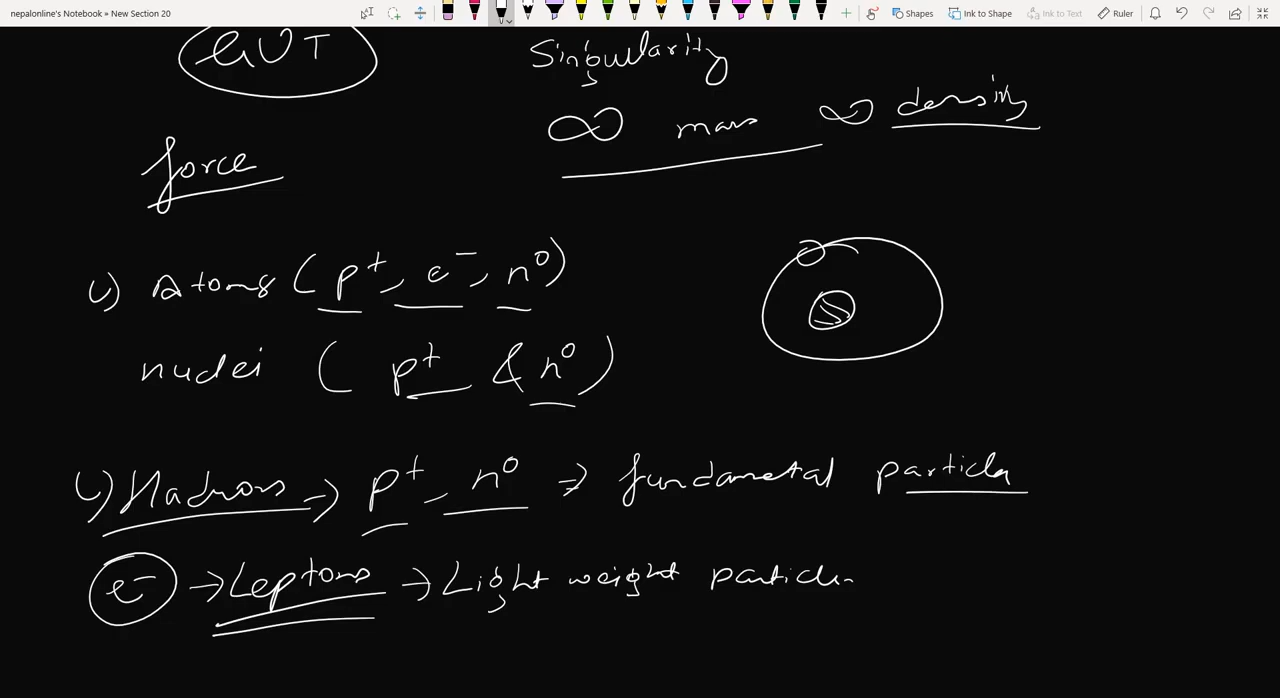 nepalonline's Notebook » New Section 20
Shapes Ink to Shape Ink to Text Ruler
GUT Singularity
∞ mass ∞ density
force
Atoms ( p⁺, e⁻, n⁰ )
nuclei ( p⁺ & n⁰ )
Hadrons → p⁺, n⁰ ⇒ fundametal particle
e⁻ → Leptons → Light weight particle